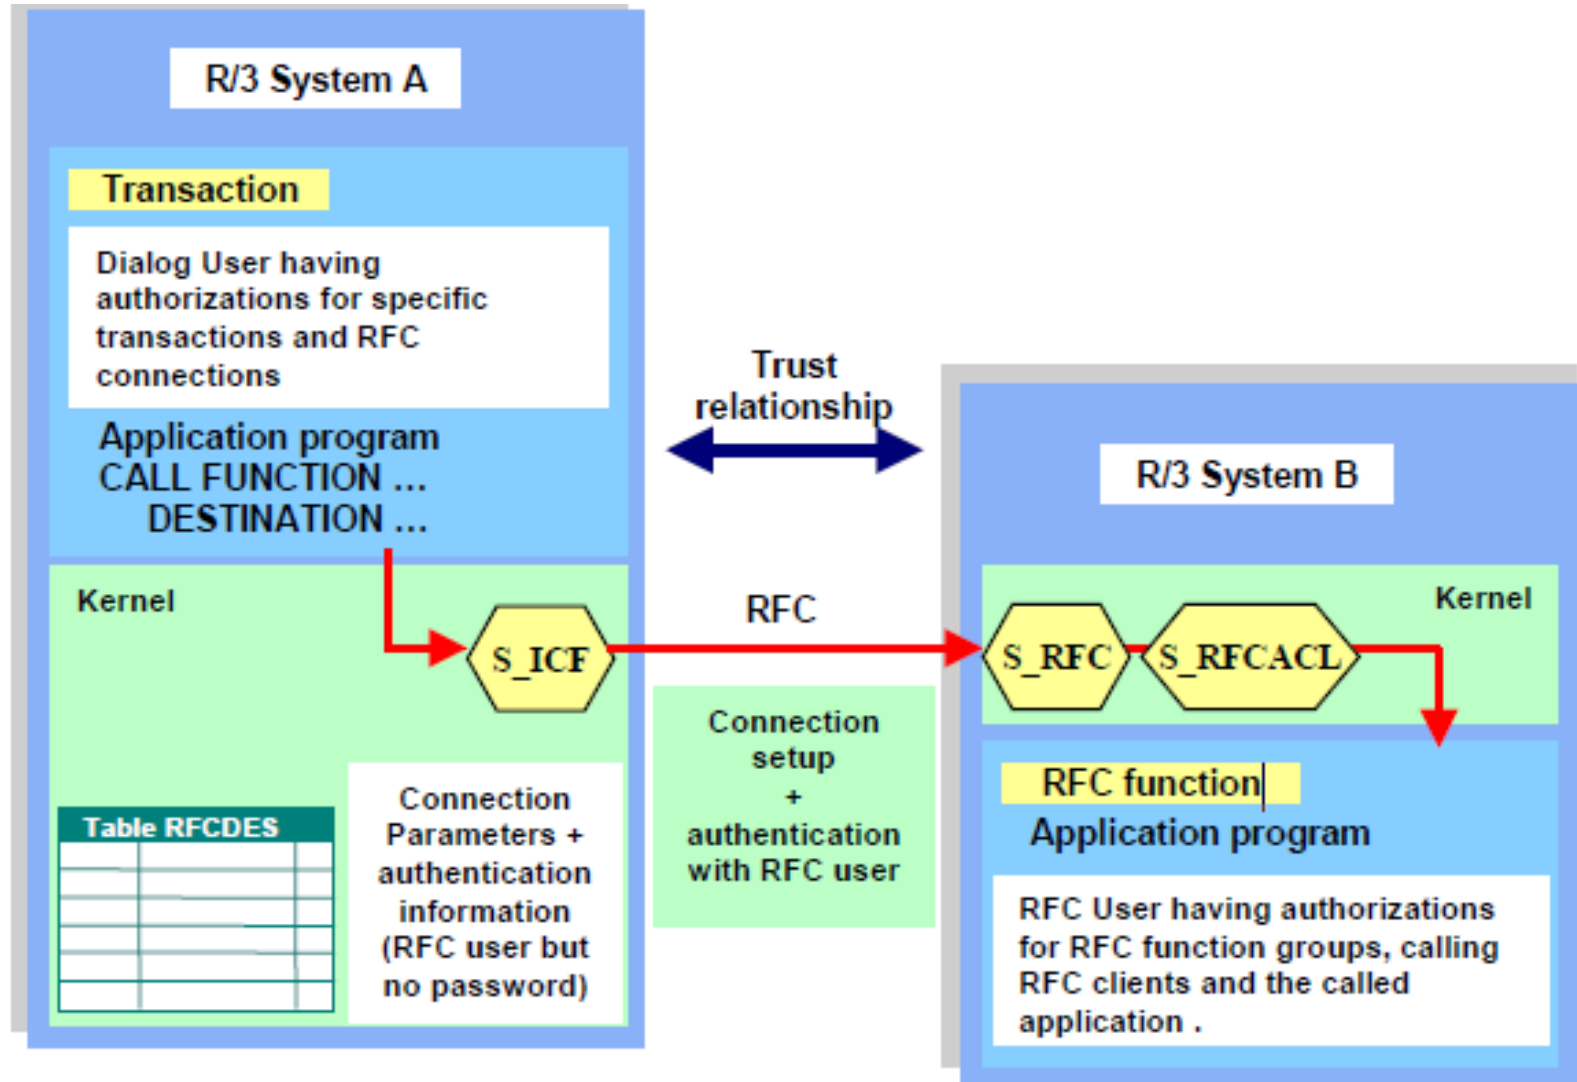 R/3 System A
Transaction
Dialog User having
authorizations for specific
transactions and RFC
connections
Application program
CALL FUNCTION ...
DESTINATION ...
Kernel
S_ICF
Table RFCDES
Connection
Parameters +
authentication
information
(RFC user but
no password)
Trust
relationship
RFC
Connection
setup
+
authentication
with RFC user
R/3 System B
Kernel
S_RFC
S_RFCACL
RFC function
Application program
RFC User having authorizations
for RFC function groups, calling
RFC clients and the called
application .